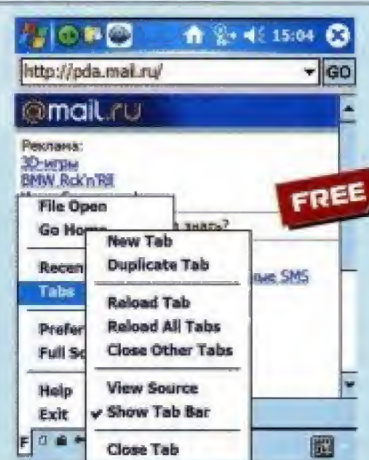 15:04
http://pda.mail.ru/
GO
@mail.ru
Реклама:
3D-игры
BMW Rck'n'Rll
FREE
File Open
Go Home
знать?
New Tab
Recen
Duplicate Tab
ные SMS
Tabs
Reload Tab
Prefer
Reload All Tabs
Full Sc
Close Other Tabs
Help
View Source
Exit
Show Tab Bar
F
Close Tab